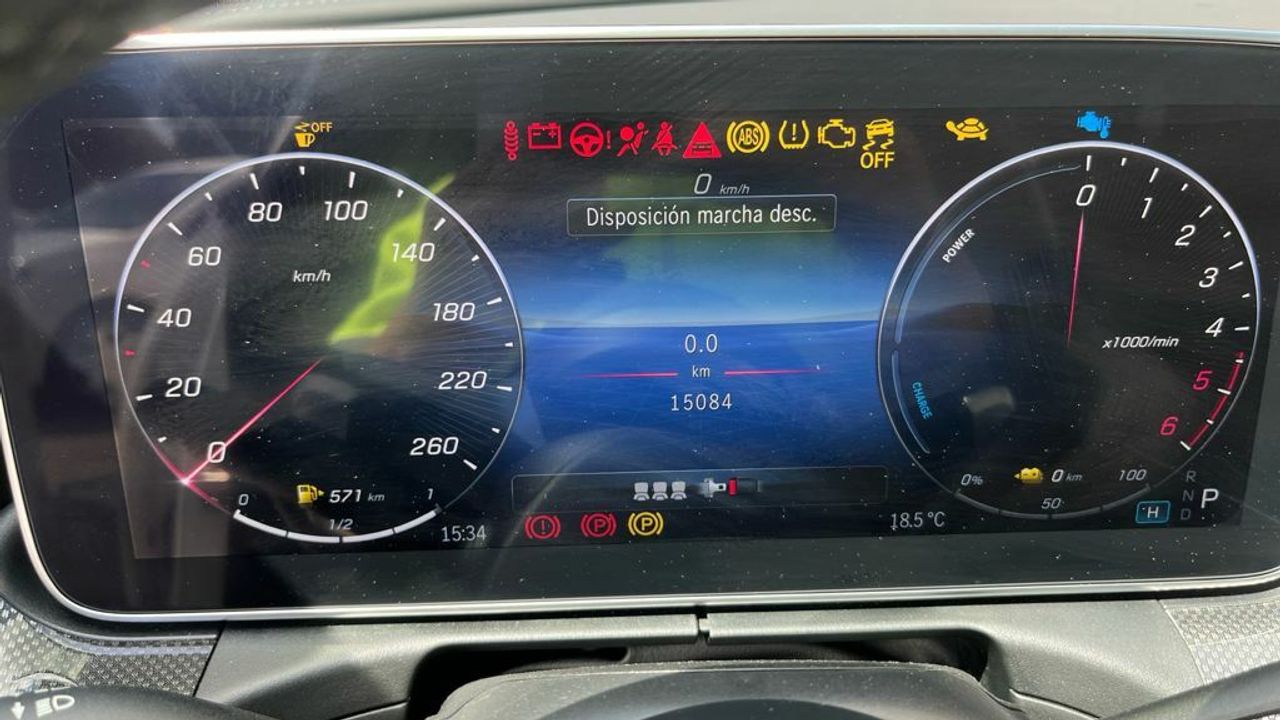 OFF
ABS
OFF
0 km/h
Disposición marcha desc.
80
100
60
140
km/h
40
180
20
220
0
260
0
571 km
1
1/2
15:34
0.0
km
15084
0
1
2
POWER
3
4
x1000/min
5
CHARGE
6
0%
0 km
100
50
R
N
P
D
H
P
P
18.5°C